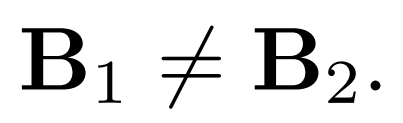 B₁ ≠ B₂.